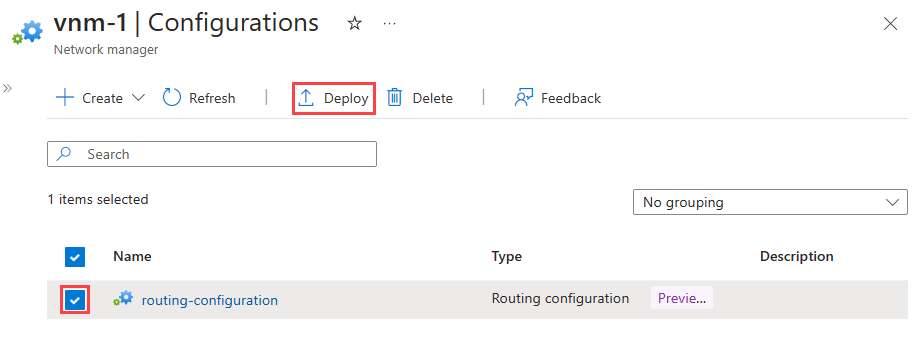 vnm-1 | Configurations
Network manager
Create Refresh Deploy Delete Feedback
Search
1 items selected
No grouping
Name Type Description
routing-configuration Routing configuration Previe...